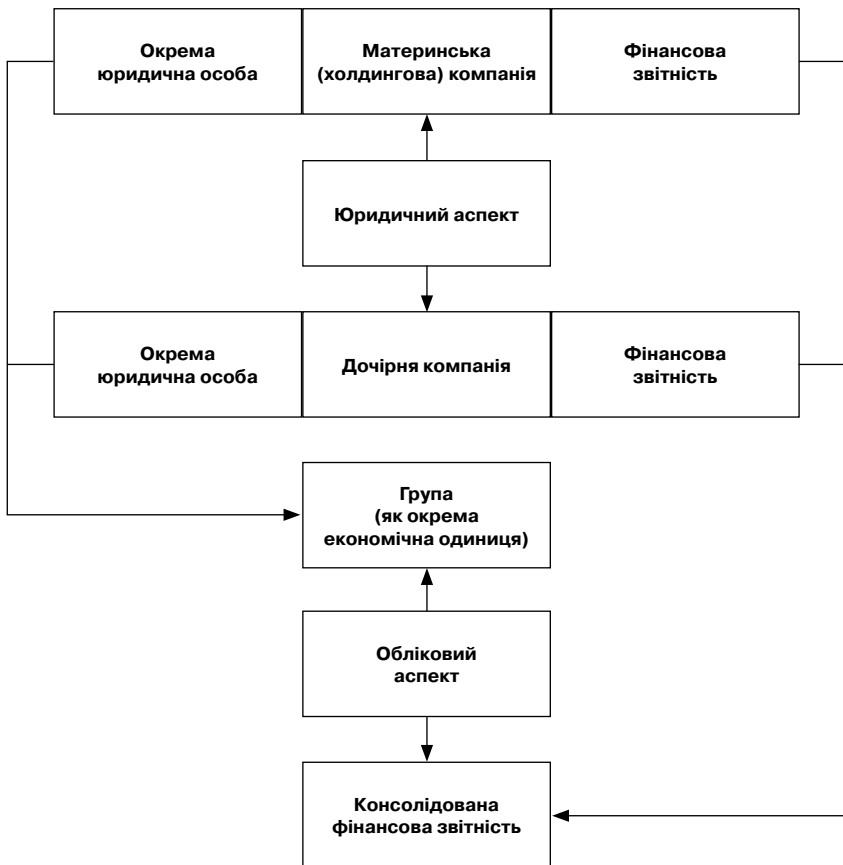 Окрема
юридична особа
Материнська
(холдингова) компанія
Фінансова
звітність
Юридичний аспект
Окрема
юридична особа
Дочірня компанія
Фінансова
звітність
Група
(як окрема
економічна одиниця)
Обліковий
аспект
Консолідована
фінансова звітність